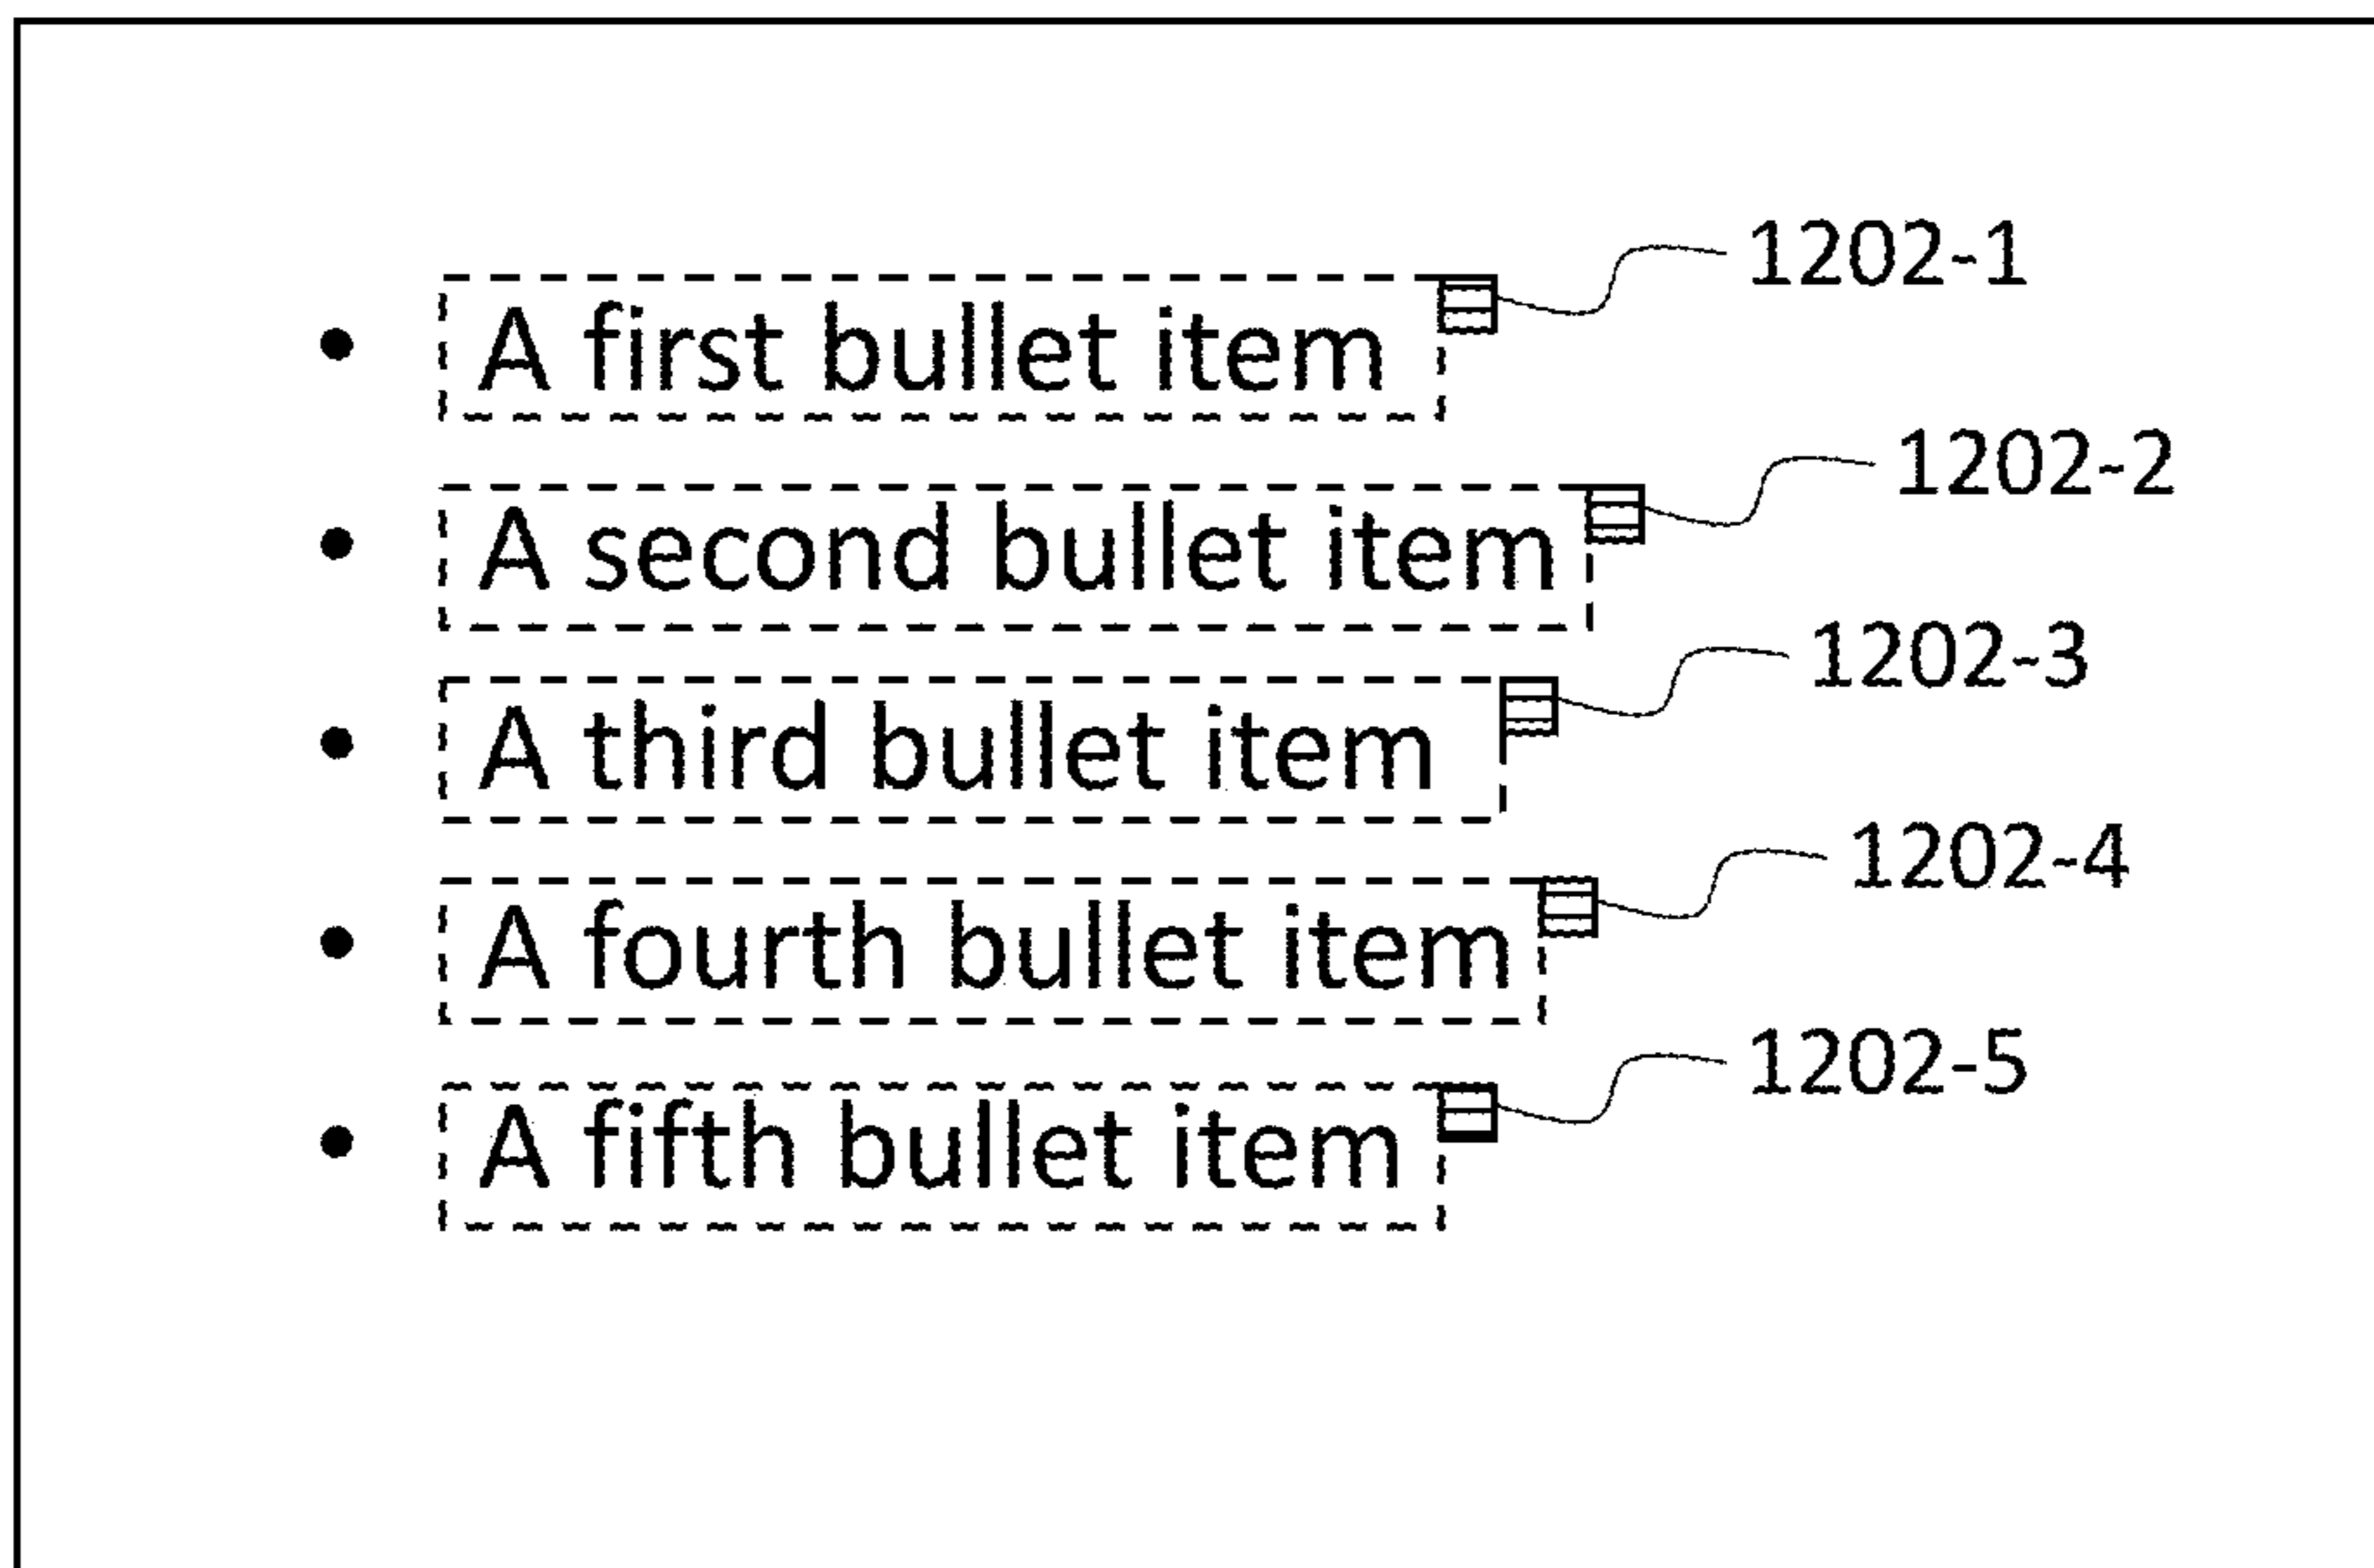 1202-1
• A first bullet item
1202-2
• A second bullet item
1202-3
• A third bullet item
1202-4
• A fourth bullet item
1202-5
• A fifth bullet item